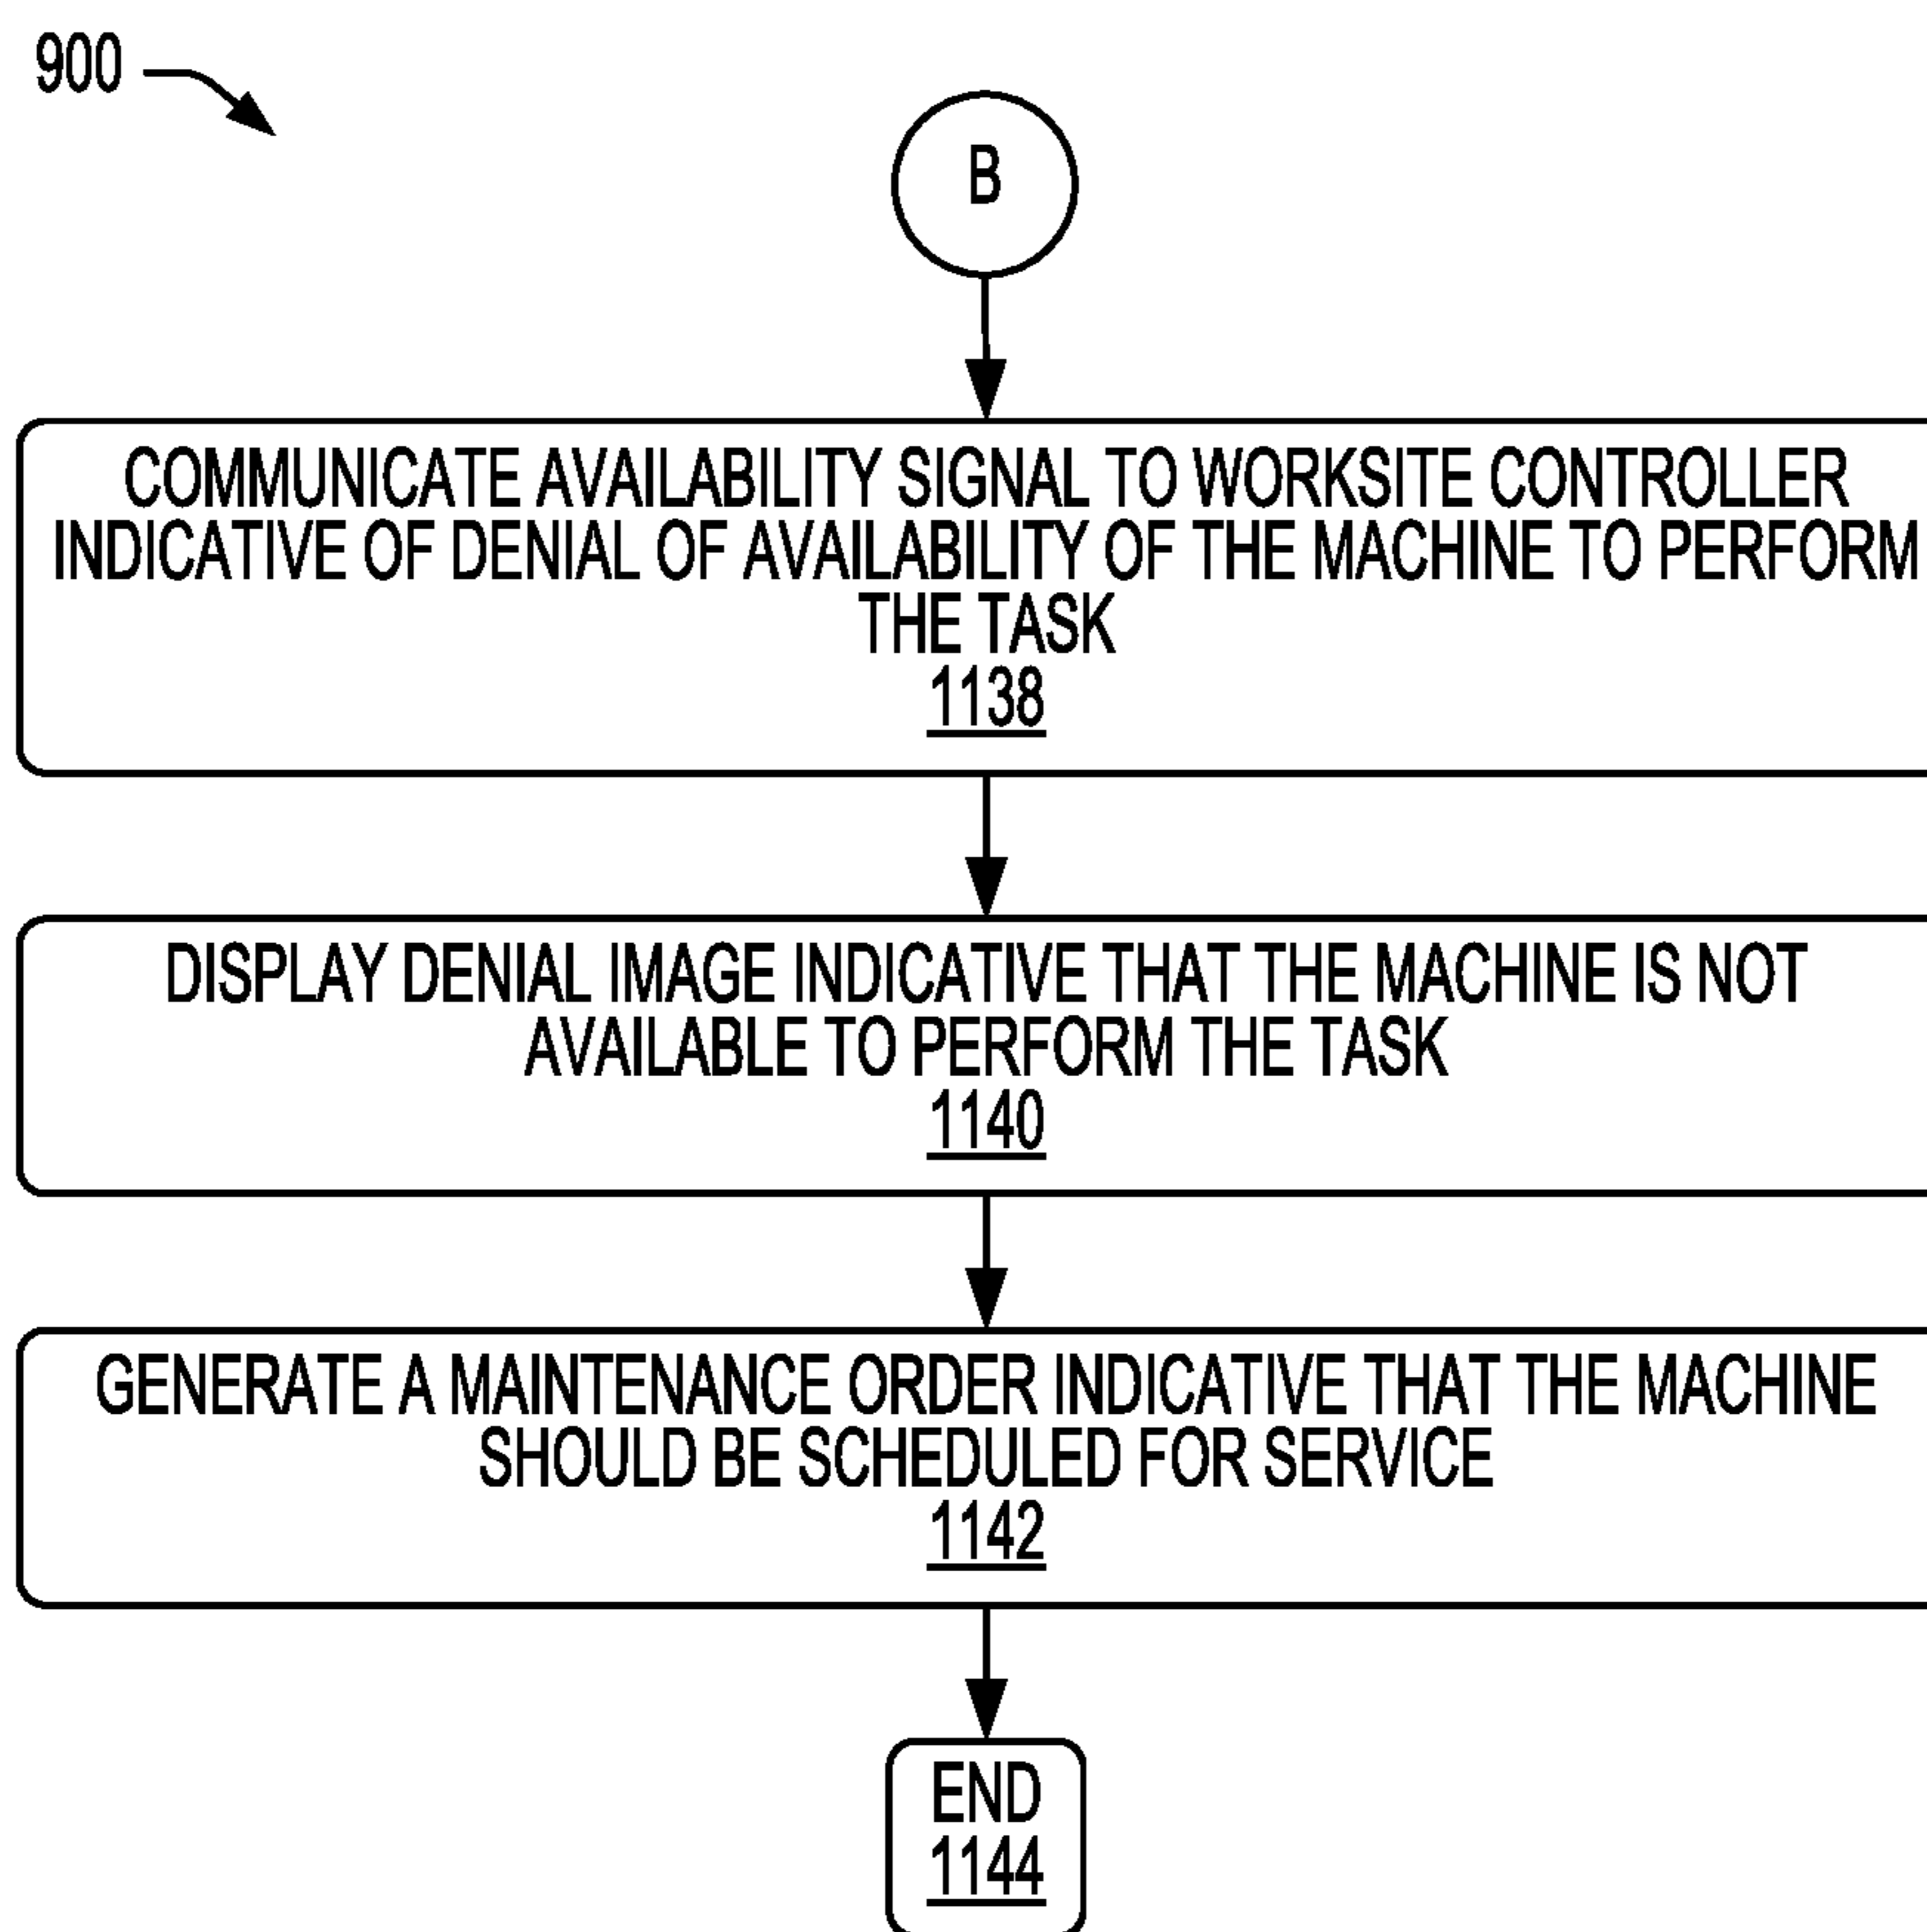 900
B
COMMUNICATE AVAILABILITY SIGNAL TO WORKSITE CONTROLLER
INDICATIVE OF DENIAL OF AVAILABILITY OF THE MACHINE TO PERFORM
THE TASK
1138
DISPLAY DENIAL IMAGE INDICATIVE THAT THE MACHINE IS NOT
AVAILABLE TO PERFORM THE TASK
1140
GENERATE A MAINTENANCE ORDER INDICATIVE THAT THE MACHINE
SHOULD BE SCHEDULED FOR SERVICE
1142
END
1144